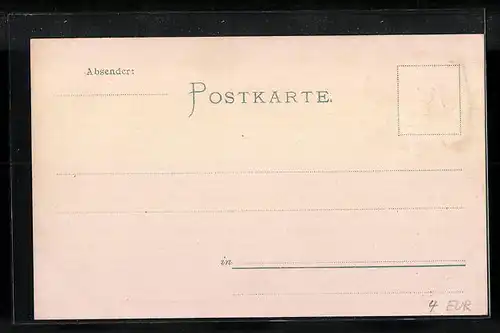 Absender:
POSTKARTE.
in
4 EUR